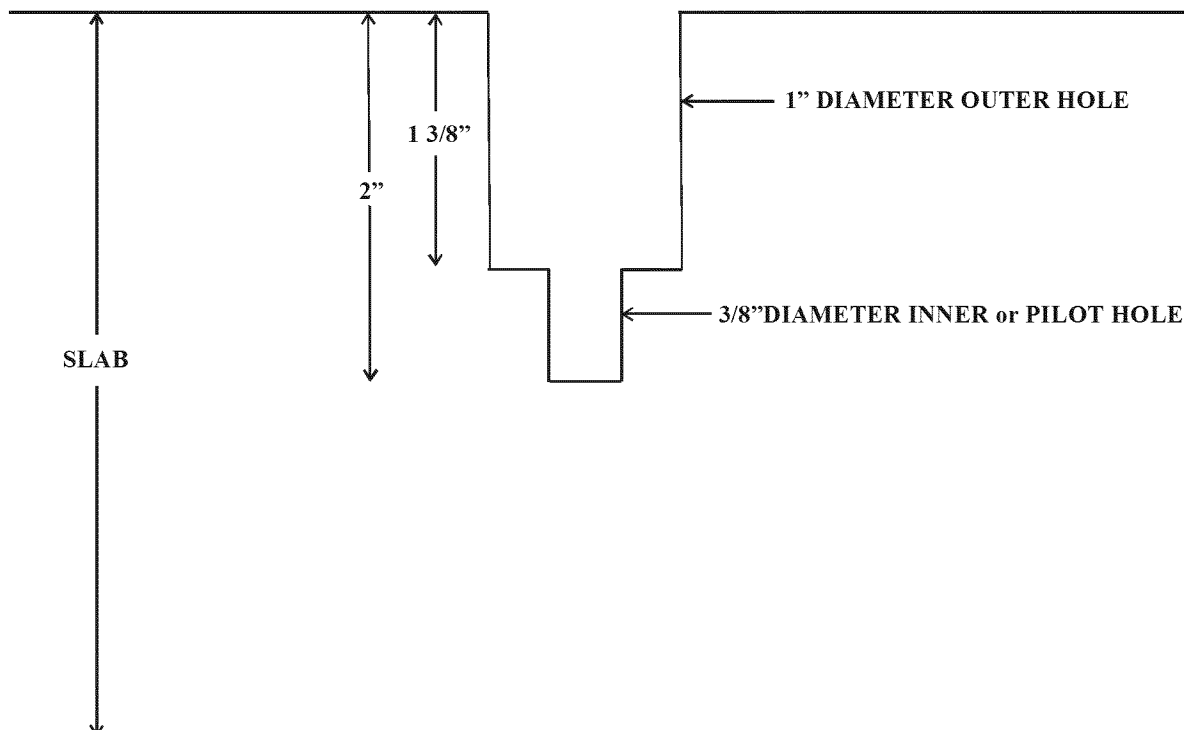 1” DIAMETER OUTER HOLE
1 3/8”
2”
3/8”DIAMETER INNER or PILOT HOLE
SLAB